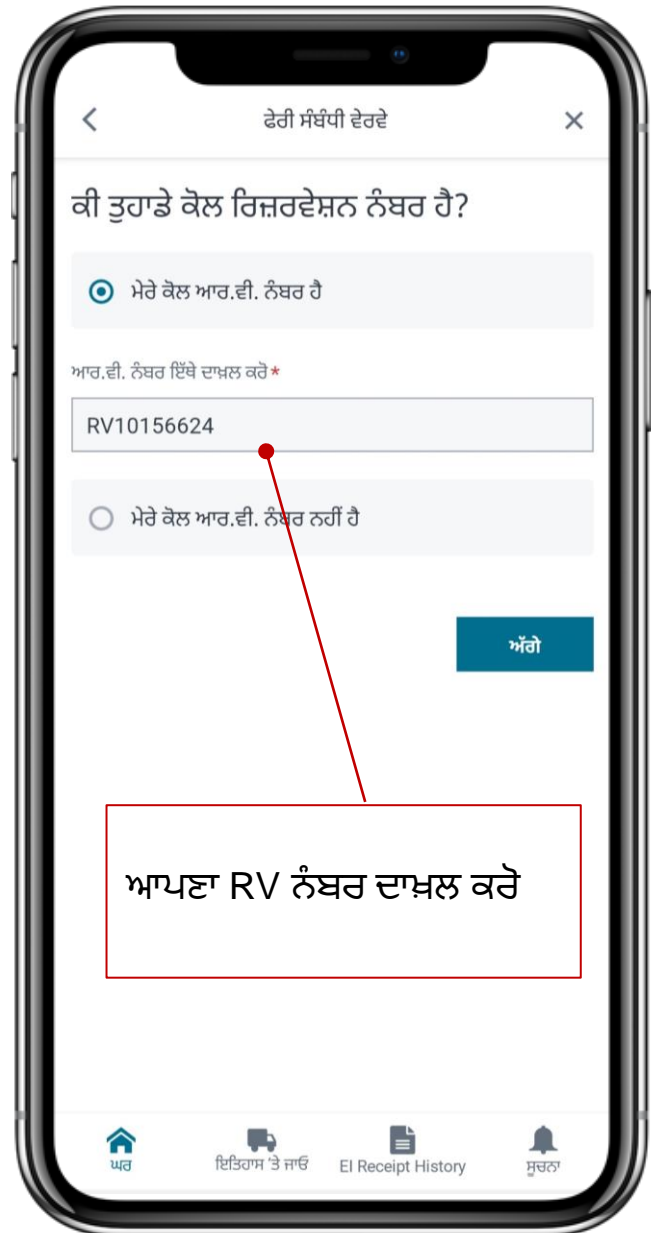 ਫੇਰੀ ਸੰਬੰਧੀ ਵੇਰਵੇ
ਕੀ ਤੁਹਾਡੇ ਕੋਲ ਰਿਜ਼ਰਵੇਸ਼ਨ ਨੰਬਰ ਹੈ?
ਮੇਰੇ ਕੋਲ ਆਰ.ਵੀ. ਨੰਬਰ ਹੈ
ਆਰ.ਵੀ. ਨੰਬਰ ਇੱਥੇ ਦਾਖ਼ਲ ਕਰੋ*
RV10156624
ਮੇਰੇ ਕੋਲ ਆਰ.ਵੀ. ਨੰਬਰ ਨਹੀਂ ਹੈ
ਅੱਗੇ
ਆਪਣਾ RV ਨੰਬਰ ਦਾਖ਼ਲ ਕਰੋ
ਘਰ
ਇਤਿਹਾਸ 'ਤੇ ਜਾਓ
EI Receipt History
ਸੂਚਨਾ